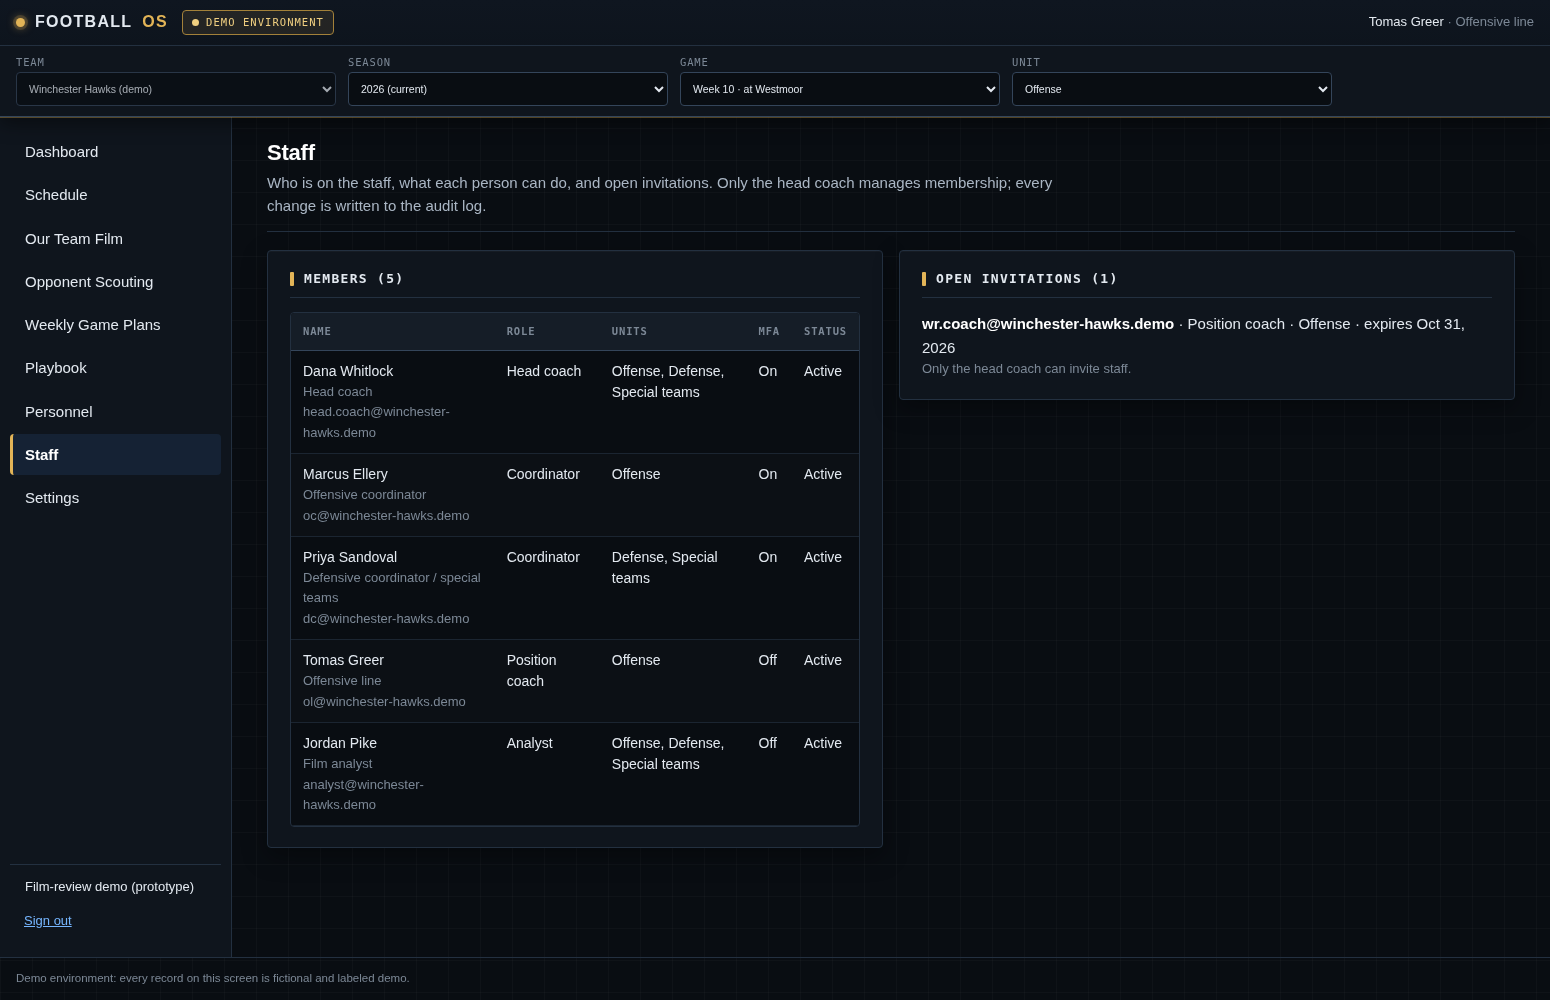 FOOTBALL OS
DEMO ENVIRONMENT
Tomas Greer · Offensive line
TEAM
Winchester Hawks (demo)
SEASON
2026 (current)
GAME
Week 10 · at Westmoor
UNIT
Offense
Dashboard
Schedule
Our Team Film
Opponent Scouting
Weekly Game Plans
Playbook
Personnel
Staff
Settings
Film-review demo (prototype)
Sign out
Staff
Who is on the staff, what each person can do, and open invitations. Only the head coach manages membership; every
change is written to the audit log.
MEMBERS (5)
NAME ROLE UNITS MFA STATUS
Dana Whitlock Head coach Offense, Defense, On Active
Head coach Special teams
head.coach@winchester-
hawks.demo
Marcus Ellery Coordinator Offense On Active
Offensive coordinator
oc@winchester-hawks.demo
Priya Sandoval Coordinator Defense, Special On Active
Defensive coordinator / special teams
teams
dc@winchester-hawks.demo
Tomas Greer Position Offense Off Active
Offensive line coach
ol@winchester-hawks.demo
Jordan Pike Analyst Offense, Defense, Off Active
Film analyst Special teams
analyst@winchester-
hawks.demo
OPEN INVITATIONS (1)
wr.coach@winchester-hawks.demo · Position coach · Offense · expires Oct 31,
2026
Only the head coach can invite staff.
Demo environment: every record on this screen is fictional and labeled demo.